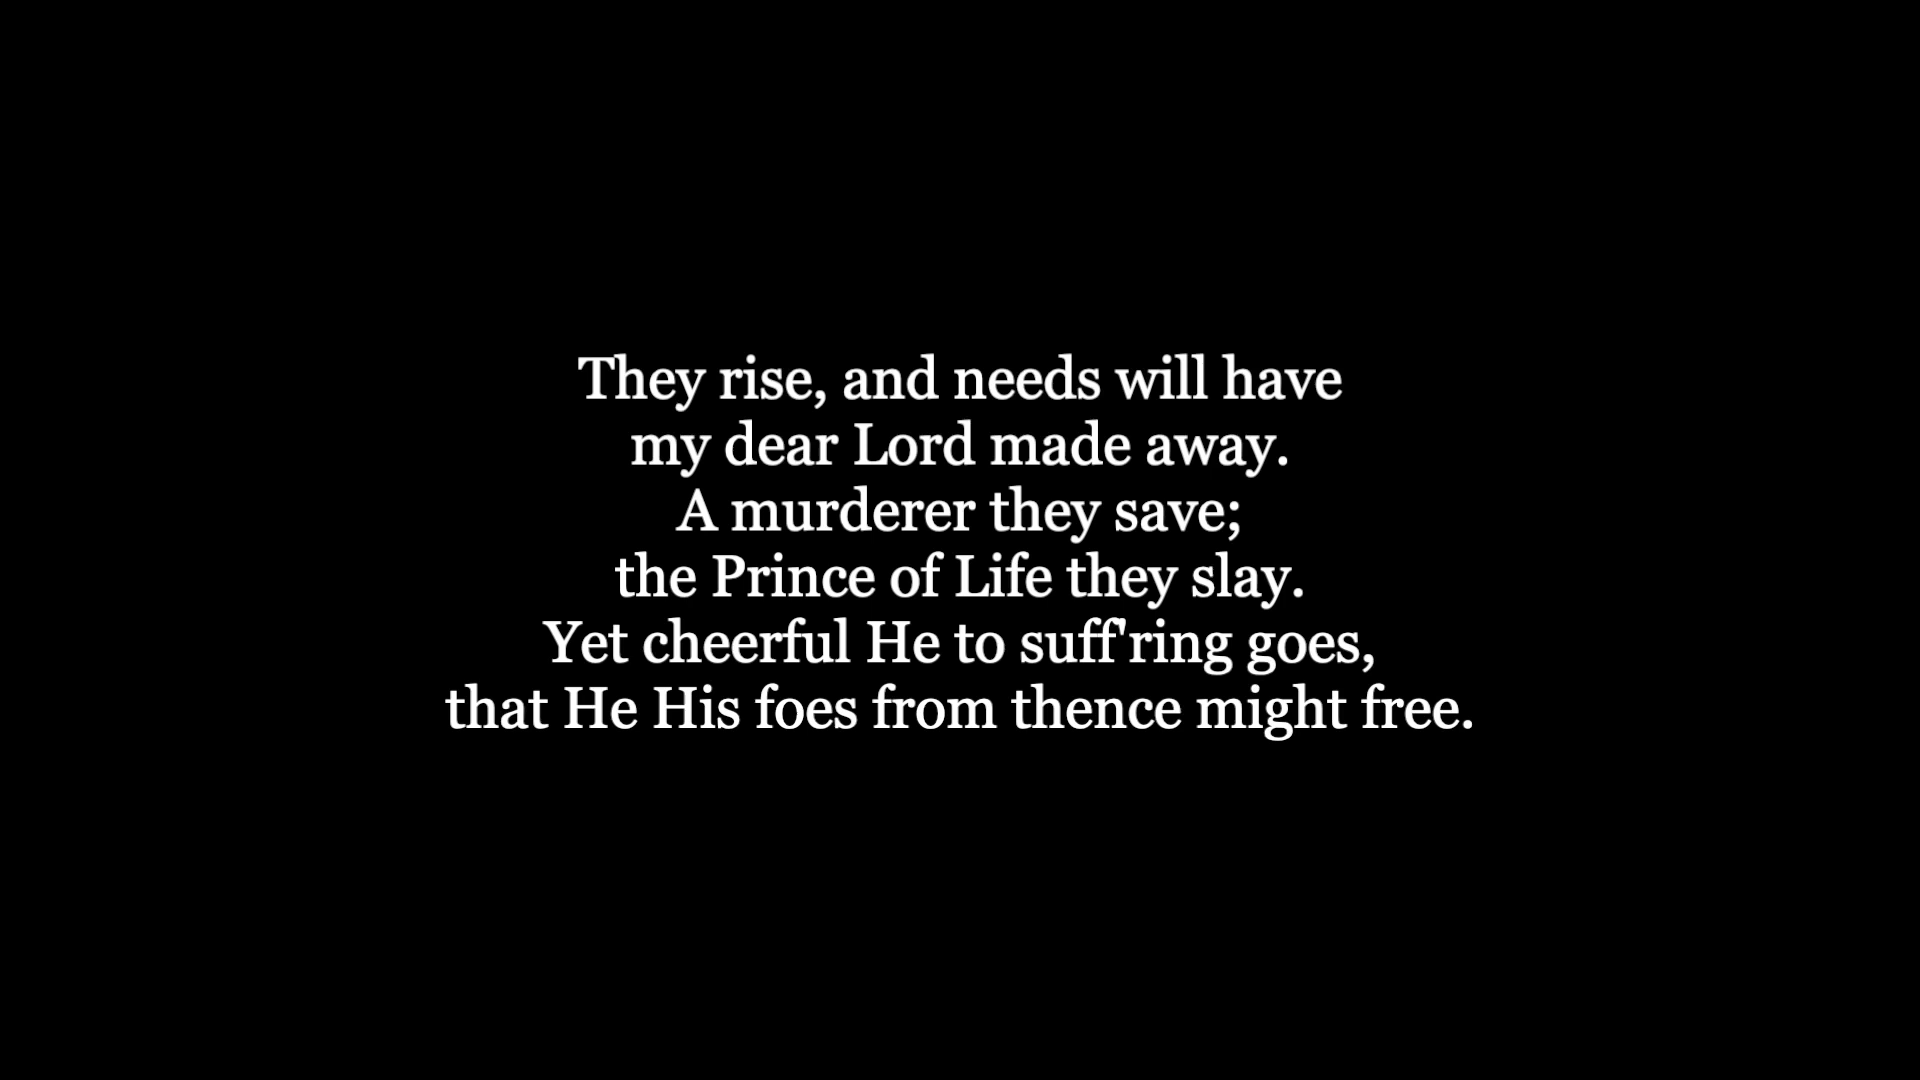 They rise, and needs will have
my dear Lord made away.
A murderer they save;
the Prince of Life they slay.
Yet cheerful He to suff'ring goes,
that He His foes from thence might free.